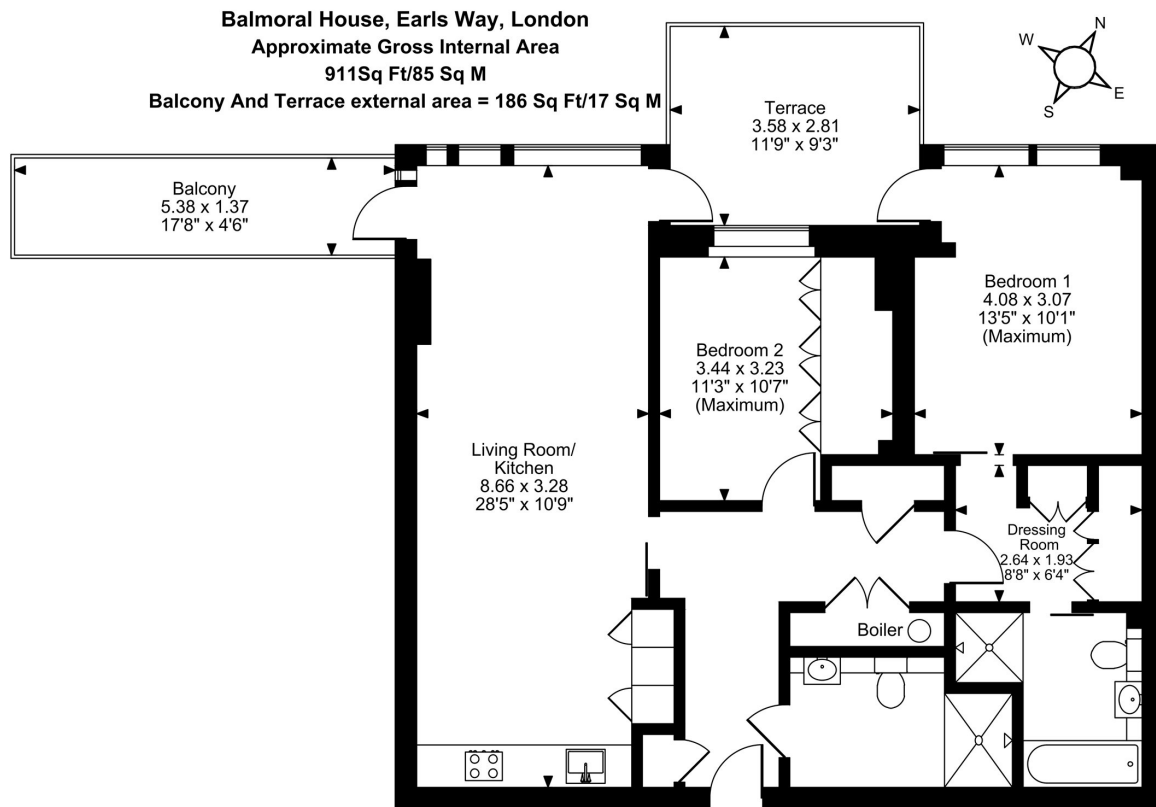 Balmoral House, Earls Way, London
Approximate Gross Internal Area
911Sq Ft/85 Sq M
Balcony And Terrace external area = 186 Sq Ft/17 Sq M
N
W
E
S
Terrace
3.58 x 2.81
11'9" x 9'3"
Balcony
5.38 x 1.37
17'8" x 4'6"
Bedroom 1
4.08 x 3.07
13'5" x 10'1"
(Maximum)
Bedroom 2
3.44 x 3.23
11'3" x 10'7"
(Maximum)
Living Room/
Kitchen
8.66 x 3.28
28'5" x 10'9"
Dressing
Room
2.64 x 1.93
8'8" x 6'4"
Boiler